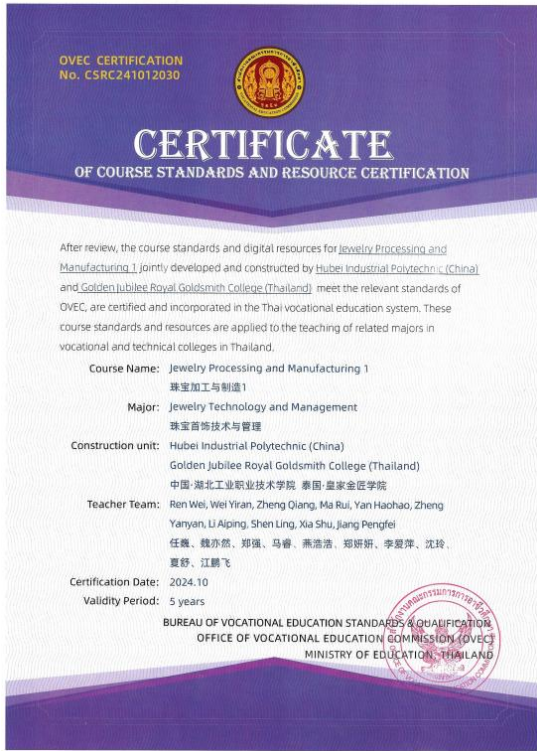 OVEC CERTIFICATION
No. CSRC241012030
CERTIFICATE
OF COURSE STANDARDS AND RESOURCE CERTIFICATION
After review, the course standards and digital resources for Jewelry Processing and
Manufacturing 1 jointly developed and constructed by Hubei Industrial Polytechnic (China)
and Golden Jubilee Royal Goldsmith College (Thailand) meet the relevant standards of
OVEC, are certified and incorporated in the Thai vocational education system. These
course standards and resources are applied to the teaching of related majors in
vocational and technical colleges in Thailand.
Course Name: Jewelry Processing and Manufacturing 1
珠宝加工与制造1
Major: Jewelry Technology and Management
珠宝首饰技术与管理
Construction unit: Hubei Industrial Polytechnic (China)
Golden Jubilee Royal Goldsmith College (Thailand)
中国·湖北工业职业技术学院 泰国·皇家金匠学院
Teacher Team: Ren Wei, Wei Yiran, Zheng Qiang, Ma Rui, Yan Haohao, Zheng
Yanyan, Li Aiping, Shen Ling, Xia Shu, Jiang Pengfei
任巍、魏亦然、郑强、马睿、燕浩浩、郑妍妍、李爱萍、沈玲、
夏舒、江鹏飞
Certification Date: 2024.10
Validity Period: 5 years
BUREAU OF VOCATIONAL EDUCATION STANDARDS & QUALIFICATION
OFFICE OF VOCATIONAL EDUCATION COMMISSION (OVEC)
MINISTRY OF EDUCATION, THAILAND